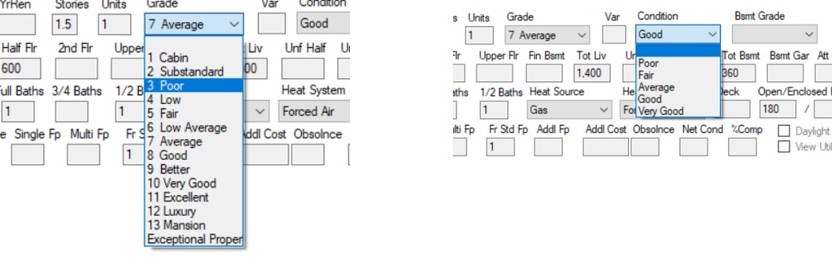 YrRen Stories Units Grade Var Condition
1.5 1 7 Average Good
Half Flr 2nd Flr Upper Liv Unf Half
600 00
1 Cabin
2 Substandard
3 Poor
4 Low
5 Fair
6 Low Average
7 Average
8 Good
9 Better
10 Very Good
11 Excellent
12 Luxury
13 Mansion
Exceptional Proper
ull Baths 3/4 Baths 1/2 B Heat System
1 Forced Air
e Single Fp Multi Fp Fr S Addl Cost Obsolnce
1
s Units Grade Var Condition Bsmt Grade
1 7 Average Good
Flr Upper Flr Fin Bsmt Tot Liv Un Tot Bsmt Bsmt Gar Att
1,400 360
Poor
Fair
Average
Good
Very Good
ths 1/2 Baths Heat Source Hea Deck Open/Enclosed
1 Gas For 180 /
lti Fp Fr Std Fp Addl Fp Addl Cost Obsolnce Net Cond %Comp Daylight
1 View Util